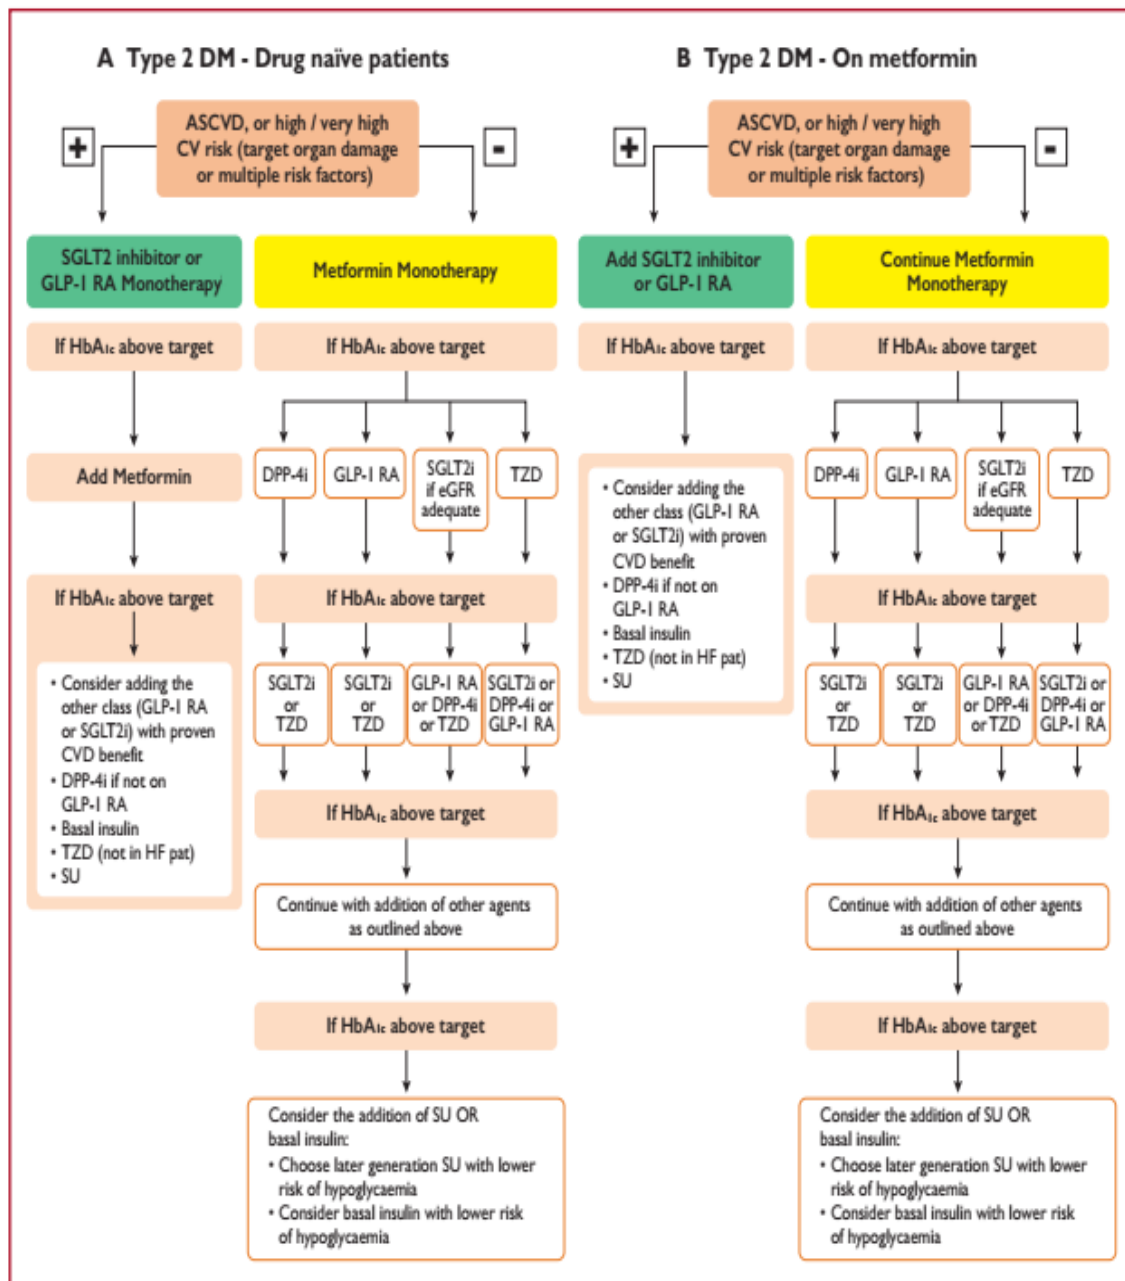 A Type 2 DM - Drug naïve patients
+
ASCVD, or high / very high
CV risk (target organ damage
or multiple risk factors)
-
SGLT2 inhibitor or
GLP-1 RA Monotherapy
Metformin Monotherapy
If HbA1c above target
If HbA1c above target
Add Metformin
DPP-4i
GLP-1 RA
SGLT2i
if eGFR
adequate
TZD
If HbA1c above target
If HbA1c above target
• Consider adding the
other class (GLP-1 RA
or SGLT2i) with proven
CVD benefit
• DPP-4i if not on
GLP-1 RA
• Basal insulin
• TZD (not in HF pat)
• SU
SGLT2i
or
TZD
SGLT2i
or
TZD
GLP-1 RA
or DPP-4i
or TZD
SGLT2i or
DPP-4i or
GLP-1 RA
If HbA1c above target
Continue with addition of other agents
as outlined above
If HbA1c above target
Consider the addition of SU OR
basal insulin:
• Choose later generation SU with lower
risk of hypoglycaemia
• Consider basal insulin with lower risk
of hypoglycaemia
B Type 2 DM - On metformin
+
ASCVD, or high / very high
CV risk (target organ damage
or multiple risk factors)
-
Add SGLT2 inhibitor
or GLP-1 RA
Continue Metformin
Monotherapy
If HbA1c above target
If HbA1c above target
• Consider adding the
other class (GLP-1 RA
or SGLT2i) with proven
CVD benefit
• DPP-4i if not on
GLP-1 RA
• Basal insulin
• TZD (not in HF pat)
• SU
DPP-4i
GLP-1 RA
SGLT2i
if eGFR
adequate
TZD
If HbA1c above target
SGLT2i
or
TZD
SGLT2i
or
TZD
GLP-1 RA
or DPP-4i
or TZD
SGLT2i or
DPP-4i or
GLP-1 RA
If HbA1c above target
Continue with addition of other agents
as outlined above
If HbA1c above target
Consider the addition of SU OR
basal insulin:
• Choose later generation SU with lower
risk of hypoglycaemia
• Consider basal insulin with lower risk
of hypoglycaemia